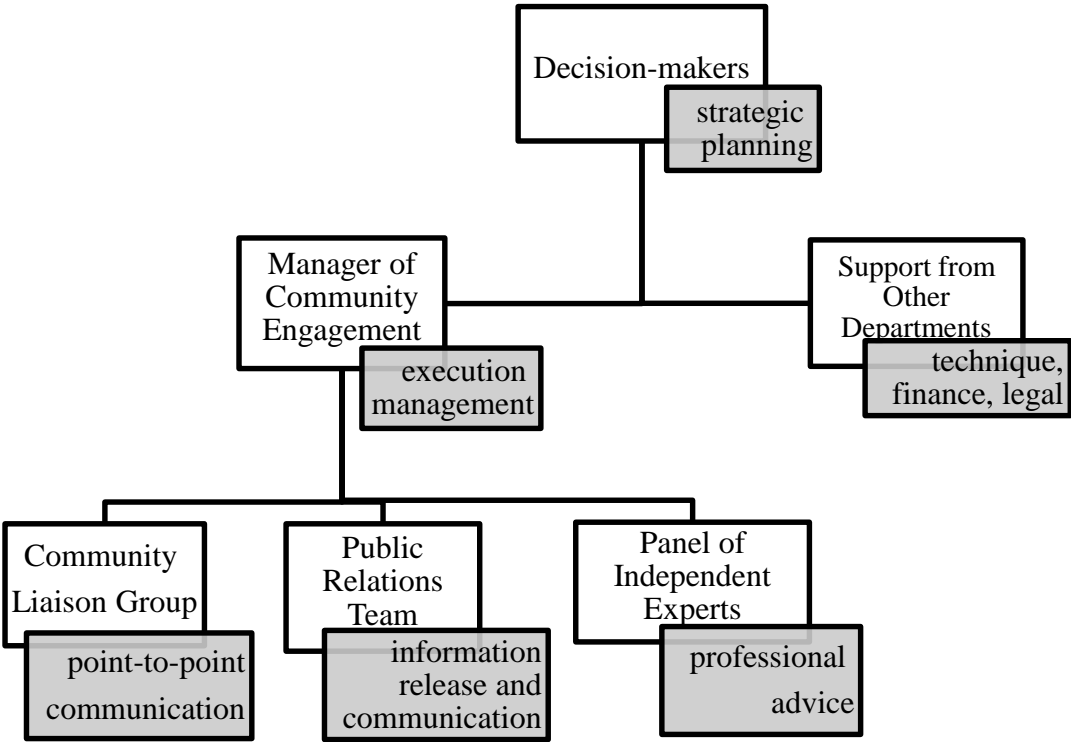 Decision-makers
strategic
planning
Manager of
Community
Engagement
execution
management
Support from
Other
Departments
technique,
finance, legal
Community
Liaison Group
point-to-point
communication
Public
Relations
Team
information
release and
communication
Panel of
Independent
Experts
professional
advice